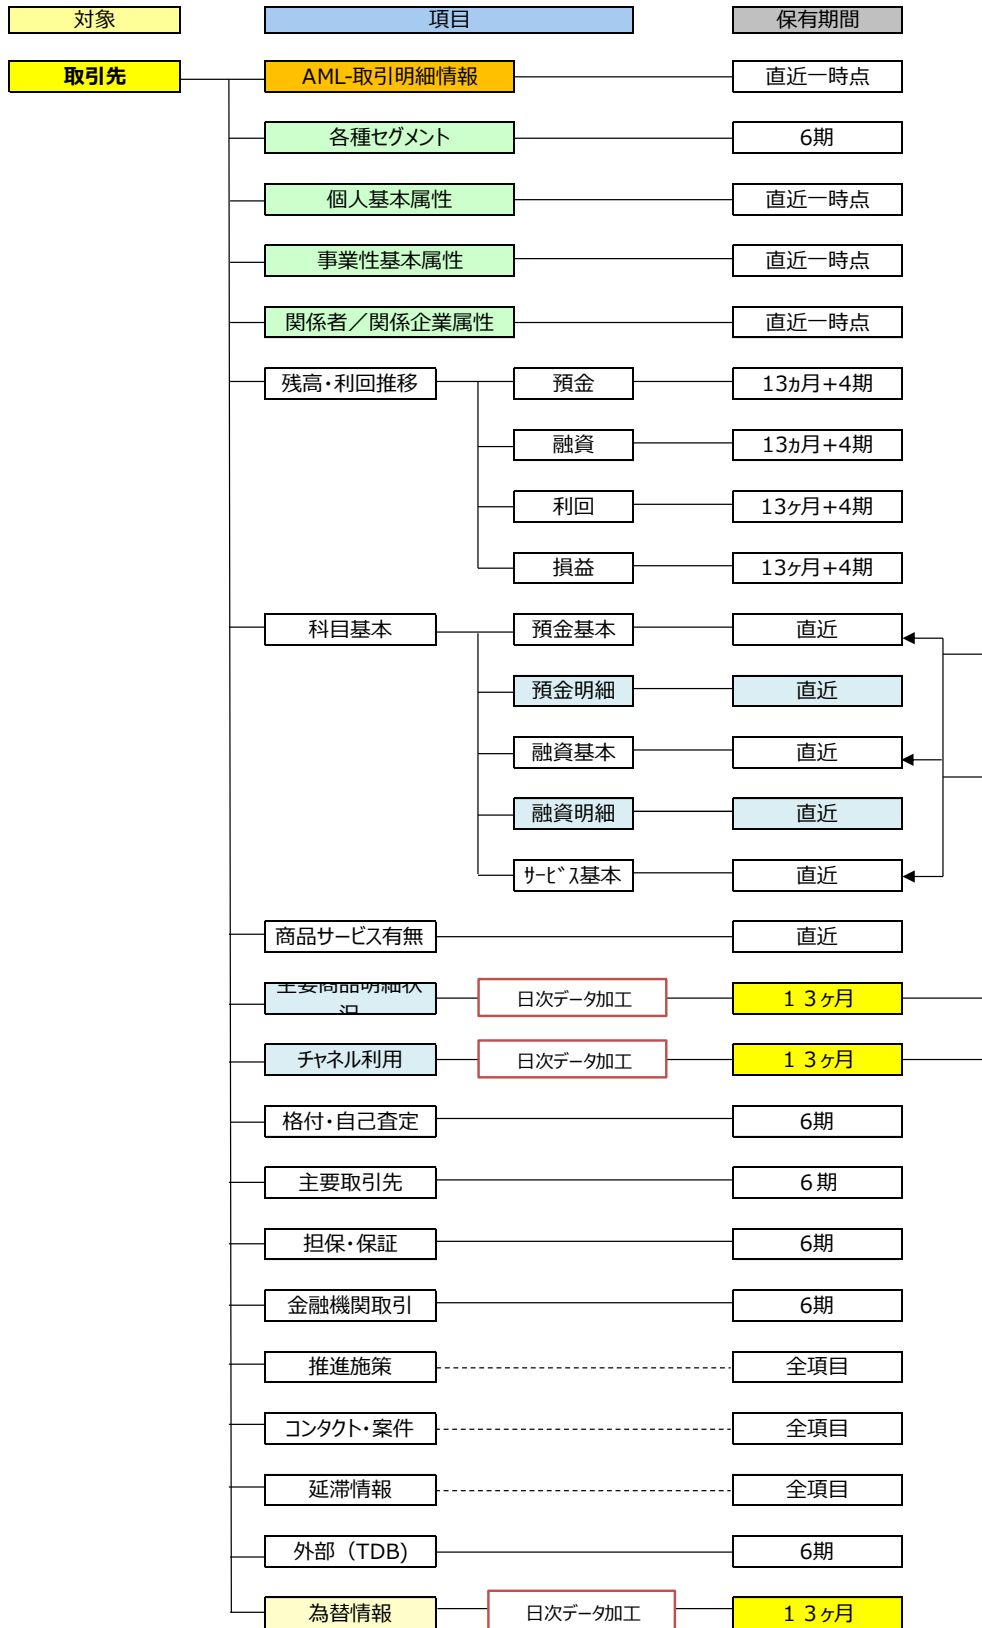 対象 項目 保有期間
取引先 AML-取引明細情報 直近一時点
各種セグメント 6期
個人基本属性 直近一時点
事業性基本属性 直近一時点
関係者／関係企業属性 直近一時点
残高・利回推移 預金 13ヵ月+4期
融資 13ヵ月+4期
利回 13ヶ月+4期
損益 13ヶ月+4期
科目基本 預金基本 直近
預金明細 直近
融資基本 直近
融資明細 直近
ｻｰﾋﾞｽ基本 直近
商品サービス有無 直近
主要商品明細状
況 日次データ加工 １３ヶ月
チャネル利用 日次データ加工 １３ヶ月
格付・自己査定 6期
主要取引先 ６期
担保・保証 6期
金融機関取引 6期
推進施策 全項目
コンタクト・案件 全項目
延滞情報 全項目
外部（TDB) 6期
為替情報 日次データ加工 １３ヶ月